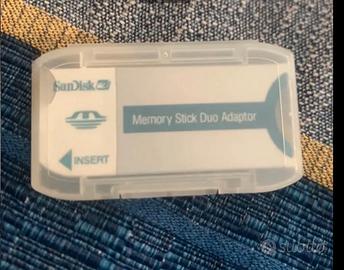 SanDisk
Memory Stick Duo Adaptor
INSERT
subito